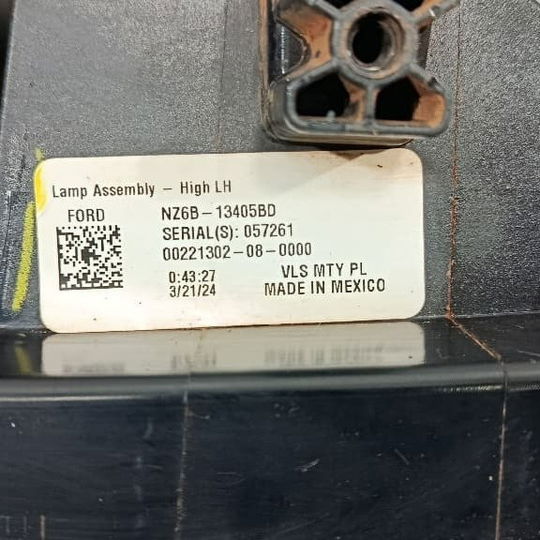 Lamp Assembly - High LH
FORD NZ6B-13405BD
SERIAL(S): 057261
00221302-08-0000
0:43:27 VLS MTY PL
3/21/24 MADE IN MEXICO